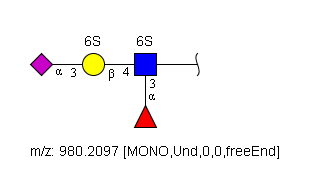 6S 6S
α 3 β 4
3
α
m/z: 980.2097 [MONO,Und,0,0,freeEnd]